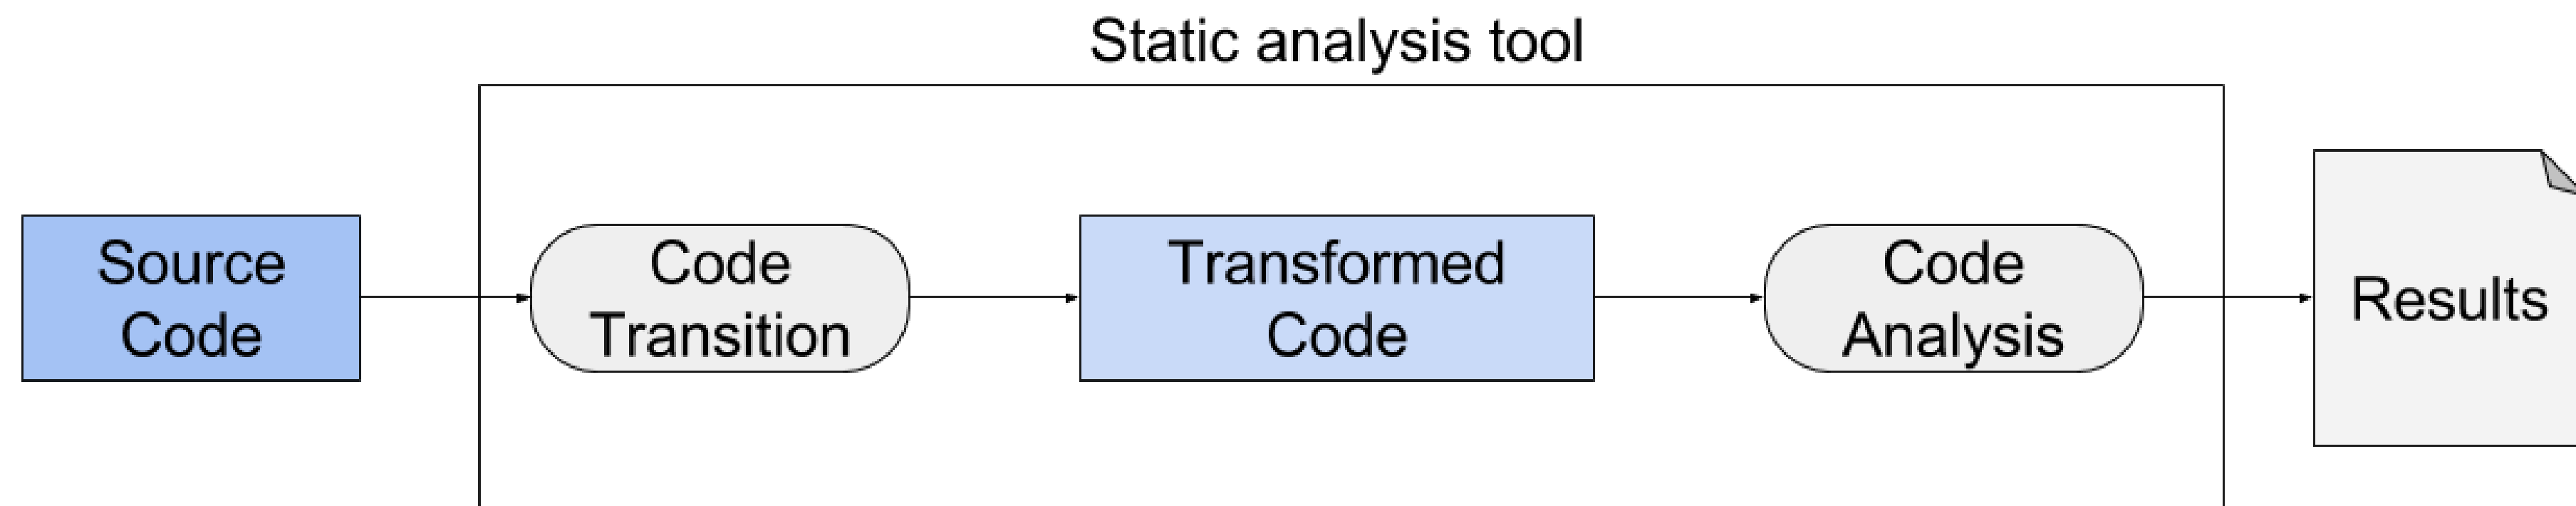 Static analysis tool
Source
Code
Code
Transition
Transformed
Code
Code
Analysis
Results